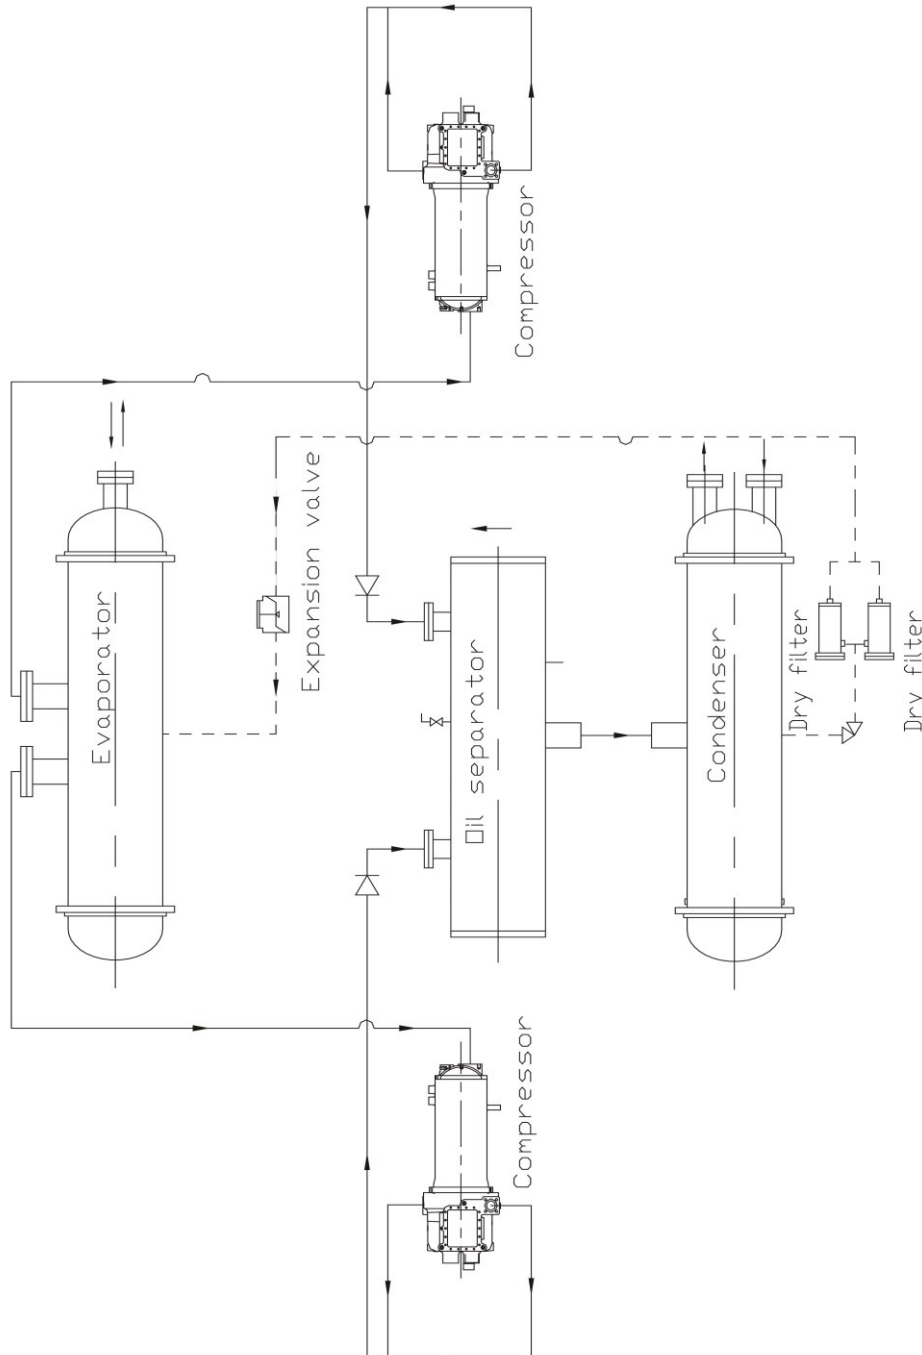 Compressor
Evaporator
Expansion valve
Oil separator
Condenser
Dry filter
Dry filter
Compressor